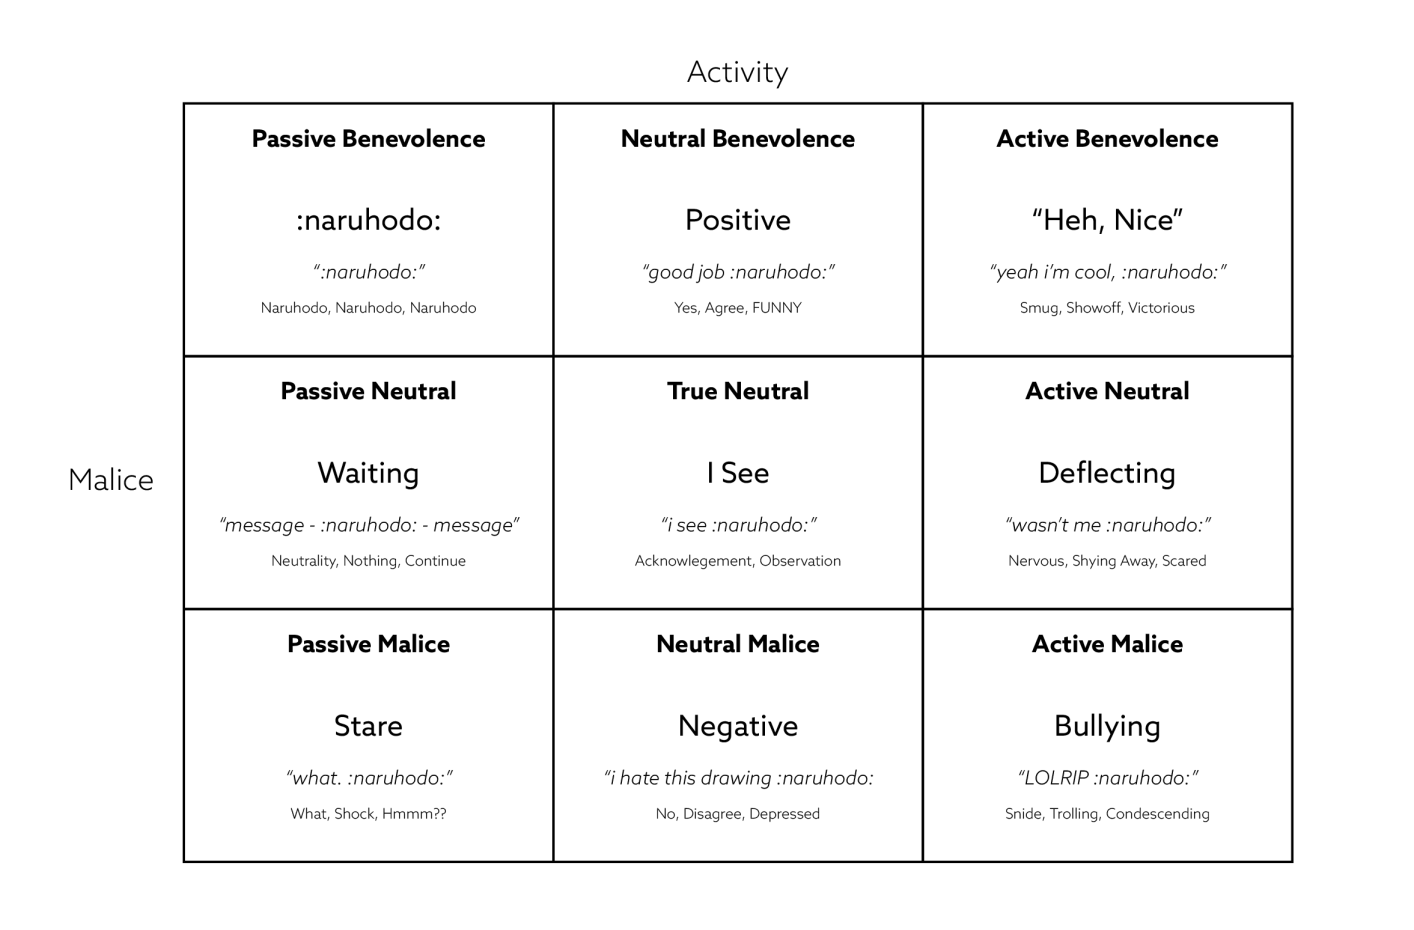 Activity
Passive Benevolence
:naruhodo:
“:naruhodo:”
Naruhodo, Naruhodo, Naruhodo
Neutral Benevolence
Positive
“good job :naruhodo:”
Yes, Agree, FUNNY
Active Benevolence
“Heh, Nice”
“yeah i’m cool, :naruhodo:”
Smug, Showoff, Victorious
Malice
Passive Neutral
Waiting
“message - :naruhodo: - message”
Neutrality, Nothing, Continue
True Neutral
I See
“i see :naruhodo:”
Acknowlegement, Observation
Active Neutral
Deflecting
“wasn’t me :naruhodo:”
Nervous, Shying Away, Scared
Passive Malice
Stare
“what. :naruhodo:”
What, Shock, Hmmm??
Neutral Malice
Negative
“i hate this drawing :naruhodo:
No, Disagree, Depressed
Active Malice
Bullying
“LOLRIP :naruhodo:”
Snide, Trolling, Condescending